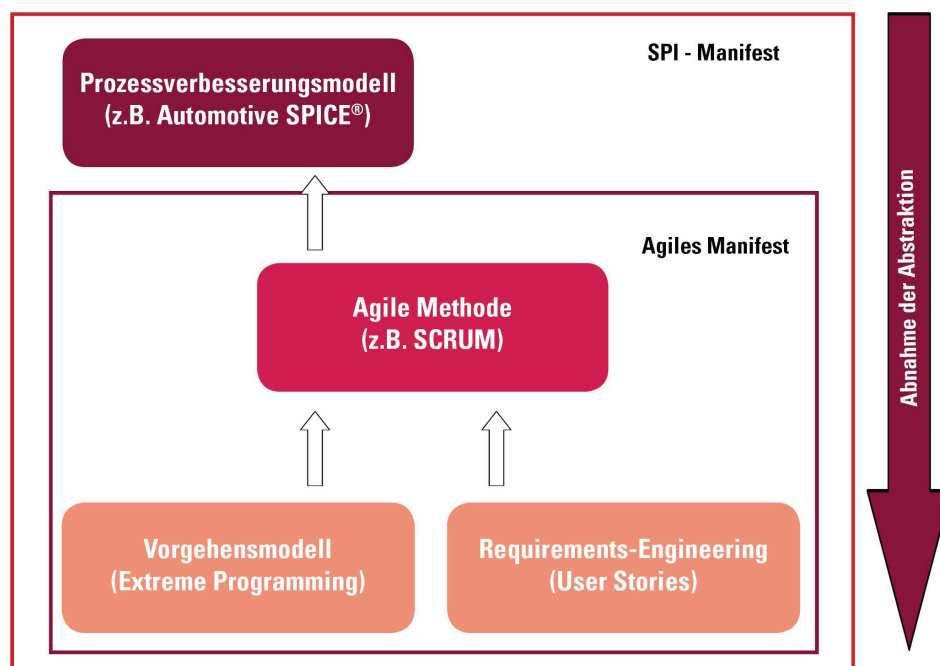 SPI - Manifest
Prozessverbesserungsmodell
(z.B. Automotive SPICE®)
Agiles Manifest
Agile Methode
(z.B. SCRUM)
Vorgehensmodell
(Extreme Programming)
Requirements-Engineering
(User Stories)
Abnahme der Abstraktion